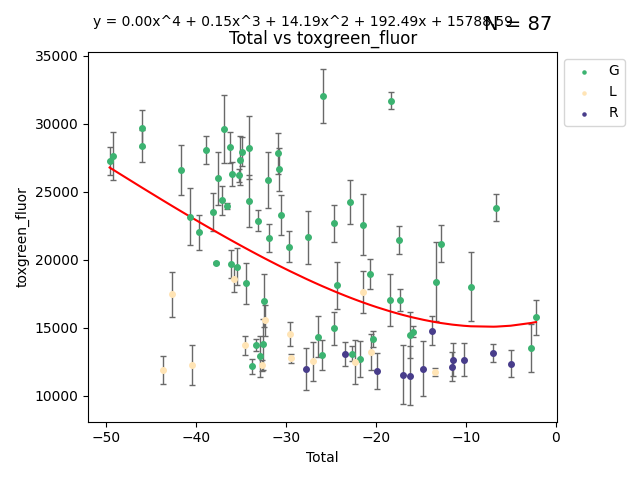 y = 0.00x^4 + 0.15x^3 + 14.19x^2 + 192.49x + 15788.59
N = 87
Total vs toxgreen_fluor
35000
30000
25000
20000
15000
10000
toxgreen_fluor
−50
−40
−30
−20
−10
0
Total
G
L
R